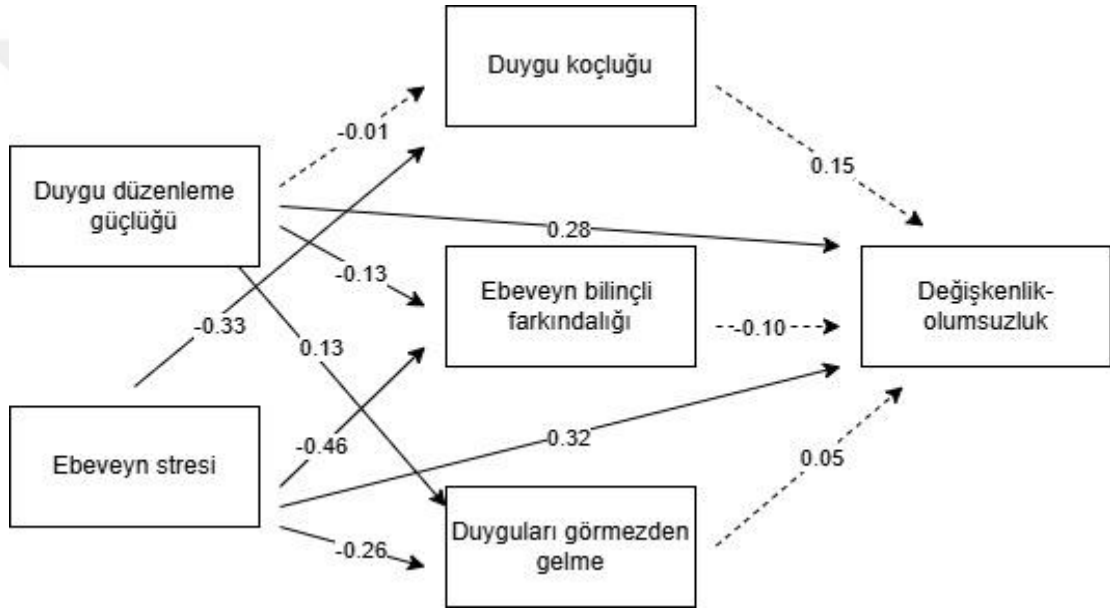 Duygu koçluğu
-0.01
Duygu düzenleme
güçlüğü
0.15
0.28
-0.13
Ebeveyn bilinçli
farkındalığı
Değişkenlik-
olumsuzluk
-0.33
0.13
-0.10
-0.46
0.32
Ebeveyn stresi
0.05
Duyguları görmezden
gelme
-0.26